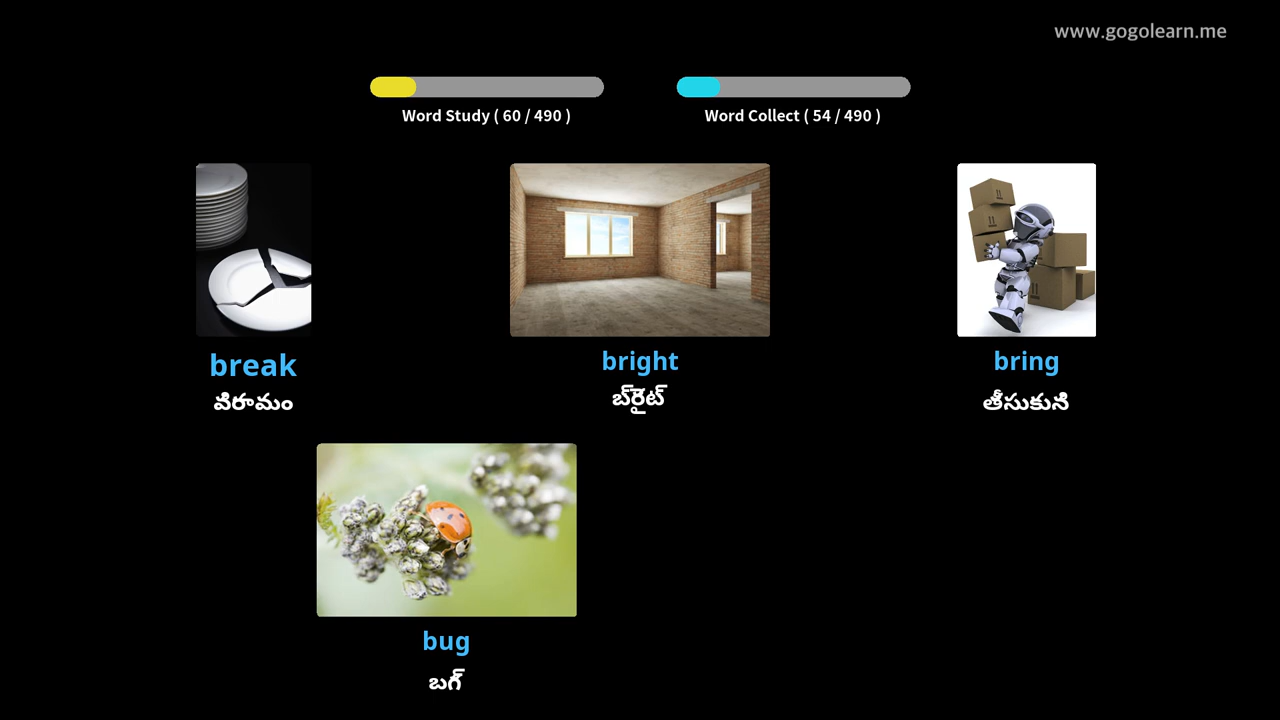 www.gogolearn.me
Word Study ( 60 / 490 )
Word Collect ( 54 / 490 )
break
bright
bring
విరామం
బ్రైట్
తీసుకుని
bug
బగ్